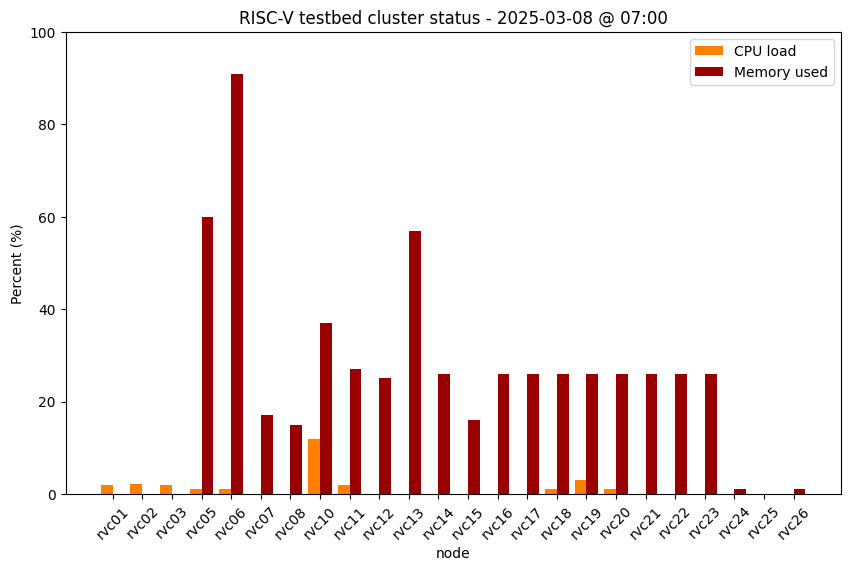 RISC-V testbed cluster status - 2025-03-08 @ 07:00
CPU load
Memory used
Percent (%)
100
80
60
40
20
0
rvc01 rvc02 rvc03 rvc05 rvc06 rvc07 rvc08 rvc10 rvc11 rvc12 rvc13 rvc14 rvc15 rvc16 rvc17 rvc18 rvc19 rvc20 rvc21 rvc22 rvc23 rvc24 rvc25 rvc26
node